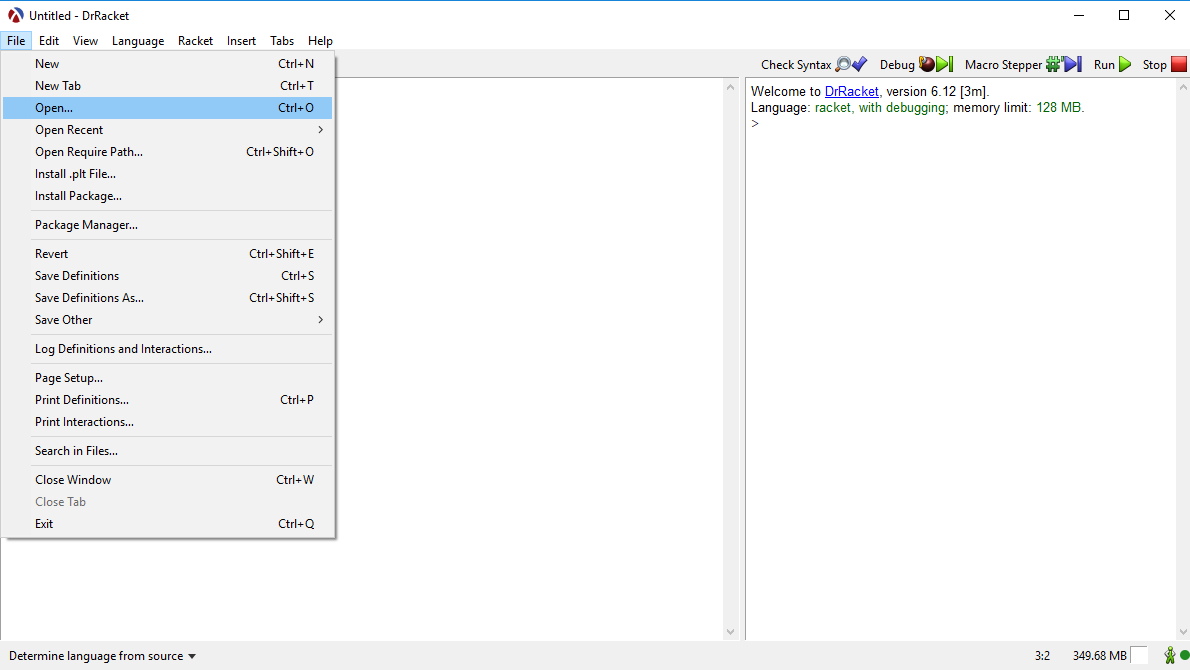 Untitled - DrRacket
File Edit View Language Racket Insert Tabs Help
Check Syntax Debug Macro Stepper Run Stop
New Ctrl+N
New Tab Ctrl+T
Open... Ctrl+O
Open Recent
Open Require Path... Ctrl+Shift+O
Install .plt File...
Install Package...
Package Manager...
Revert Ctrl+Shift+E
Save Definitions Ctrl+S
Save Definitions As... Ctrl+Shift+S
Save Other
Log Definitions and Interactions...
Page Setup...
Print Definitions... Ctrl+P
Print Interactions...
Search in Files...
Close Window Ctrl+W
Close Tab
Exit Ctrl+Q
Welcome to DrRacket, version 6.12 [3m].
Language: racket, with debugging; memory limit: 128 MB.
>
Determine language from source 3:2 349.68 MB